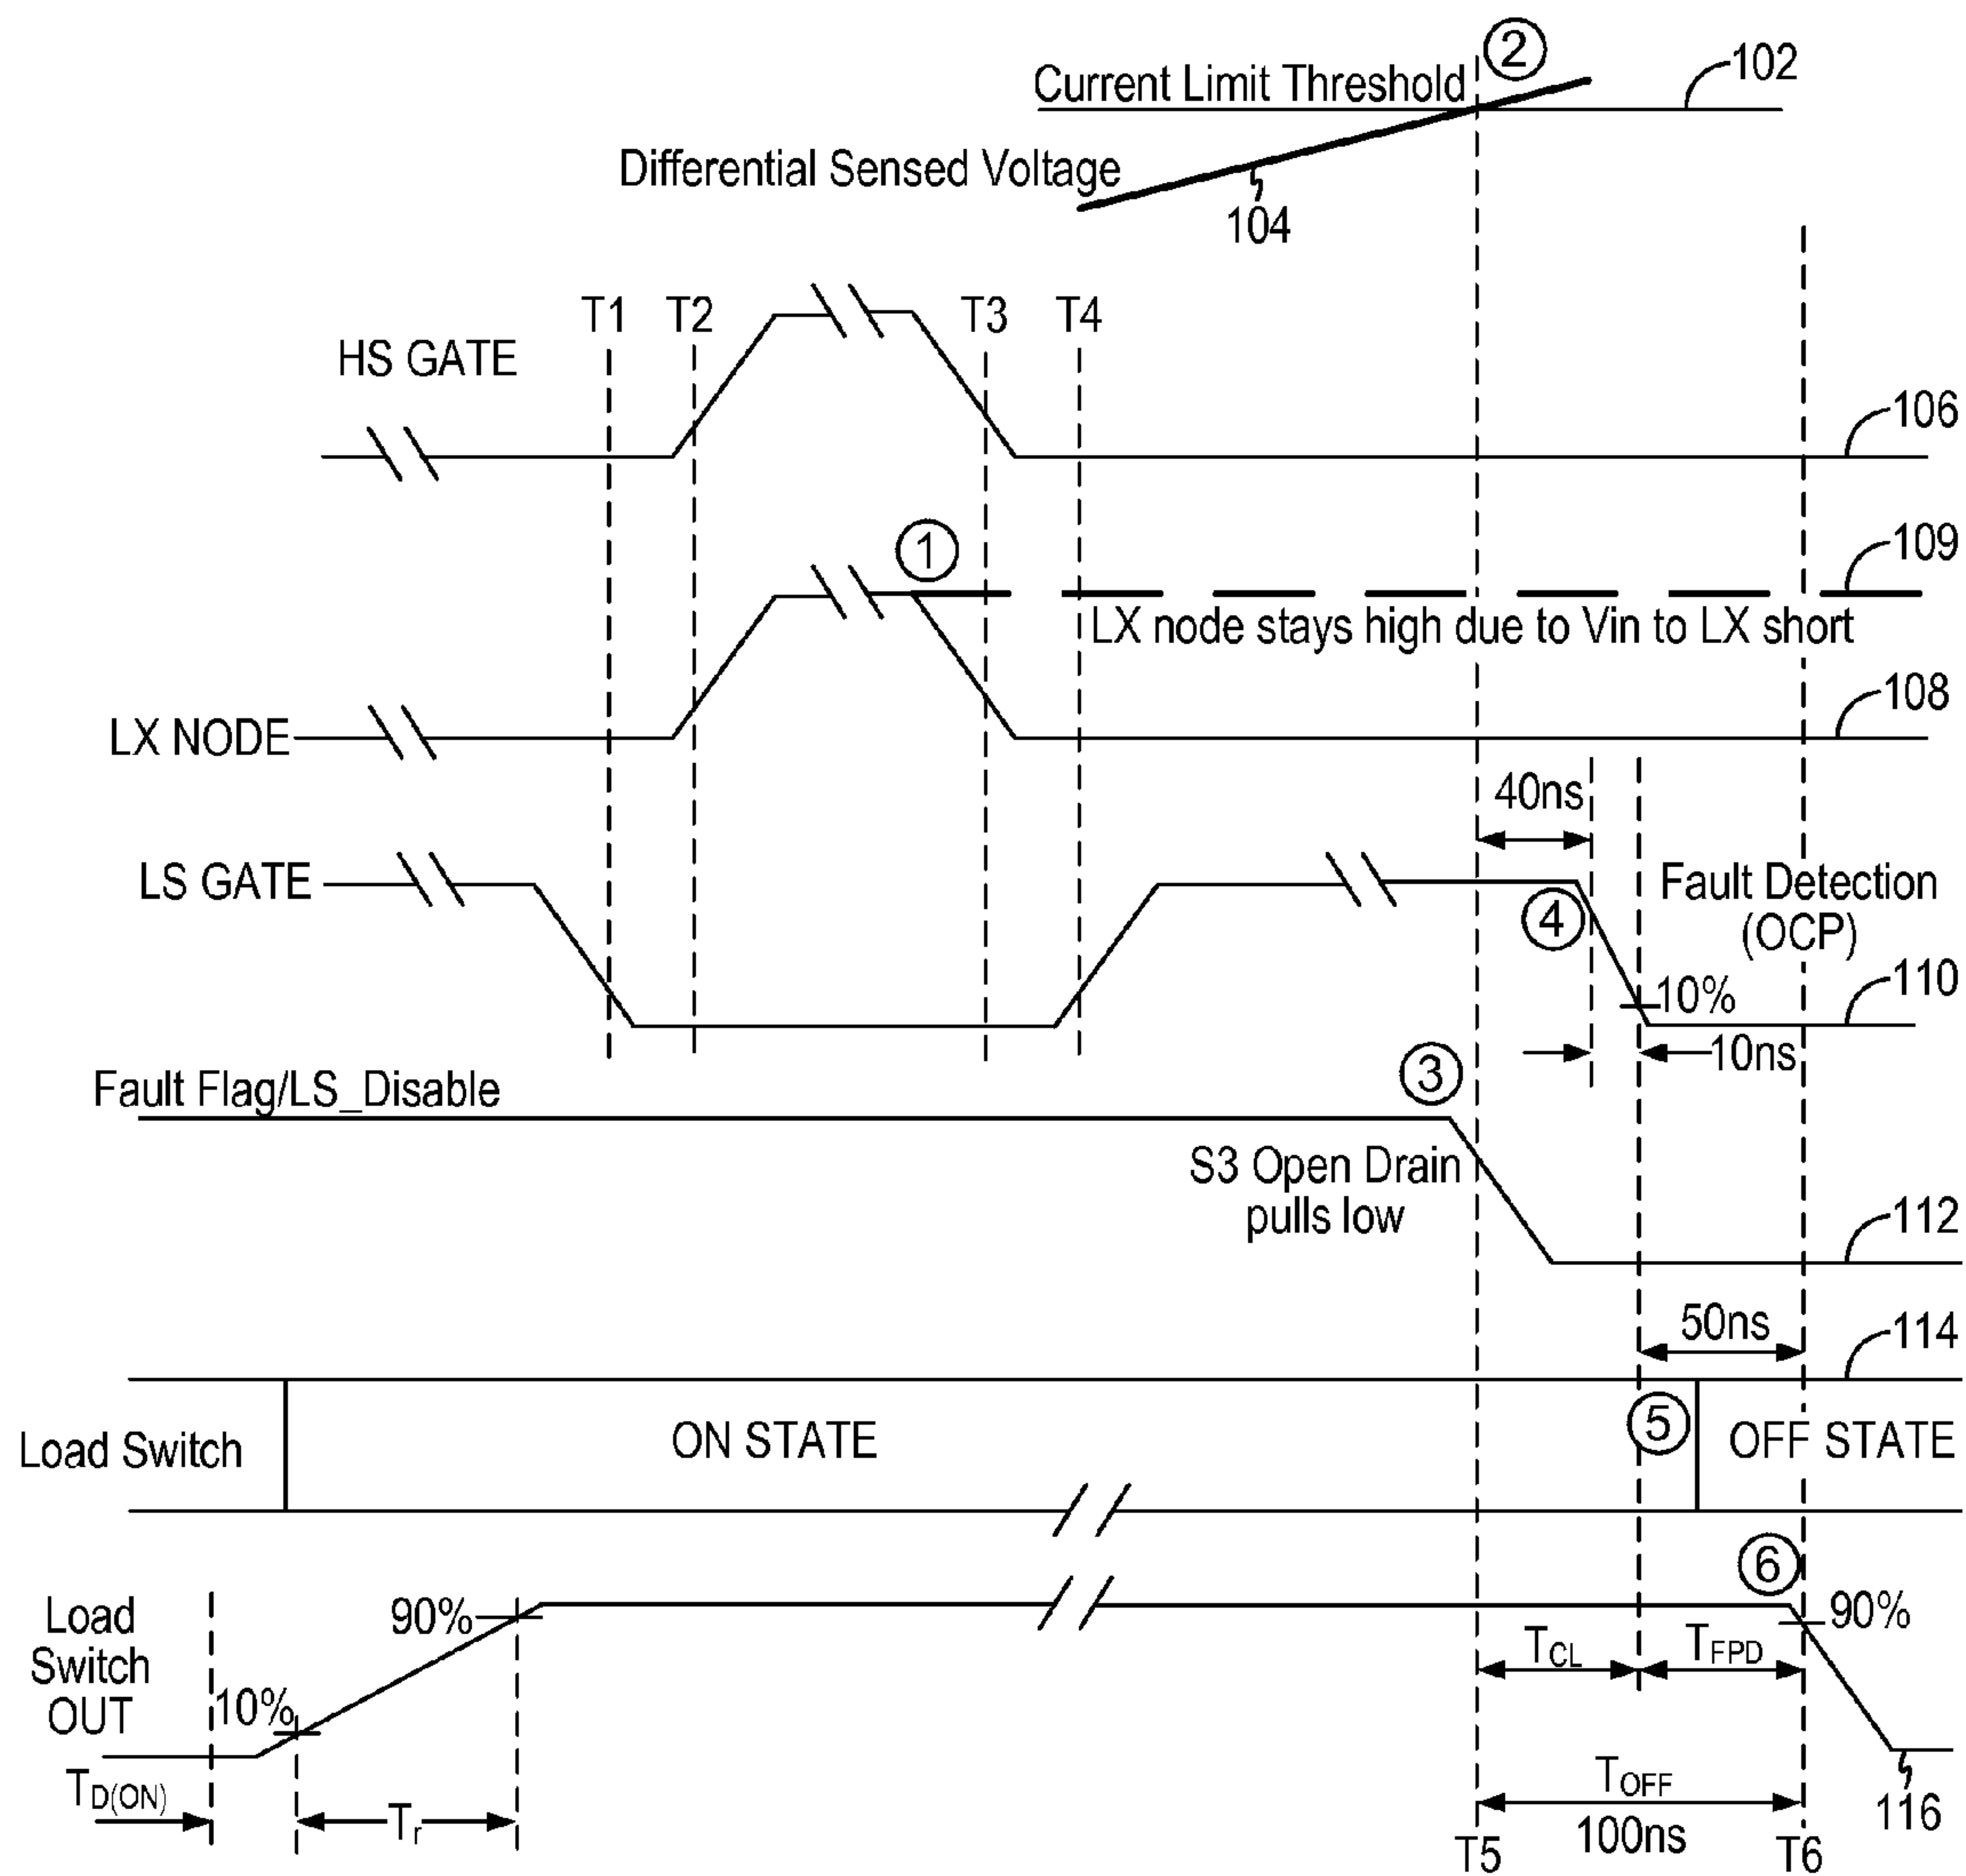 2
Current Limit Threshold
102
Differential Sensed Voltage
104
T1 T2 T3 T4
HS GATE
106
1
109
LX node stays high due to Vin to LX short
108
LX NODE
40ns
LS GATE
Fault Detection
(OCP)
4
110
10%
10ns
3
Fault Flag/LS_Disable
S3 Open Drain
pulls low
112
50ns
114
5
Load Switch
ON STATE
OFF STATE
6
Load
Switch
OUT
90%
90%
10%
TCL
TFPD
TD(ON)
Tr
TOFF
100ns
116
T5
T6